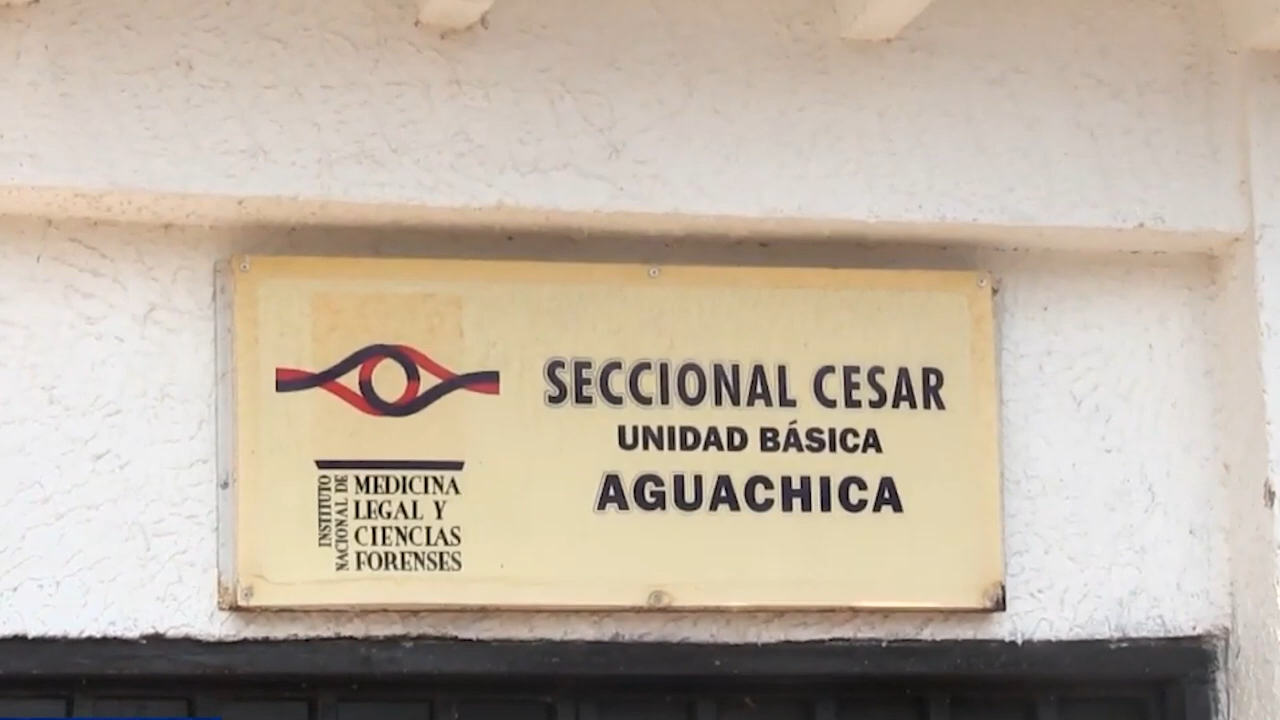 INSTITUTO
NACIONAL DE
MEDICINA
LEGAL Y
CIENCIAS
FORENSES
SECCIONAL CESAR
UNIDAD BÁSICA
AGUACHICA